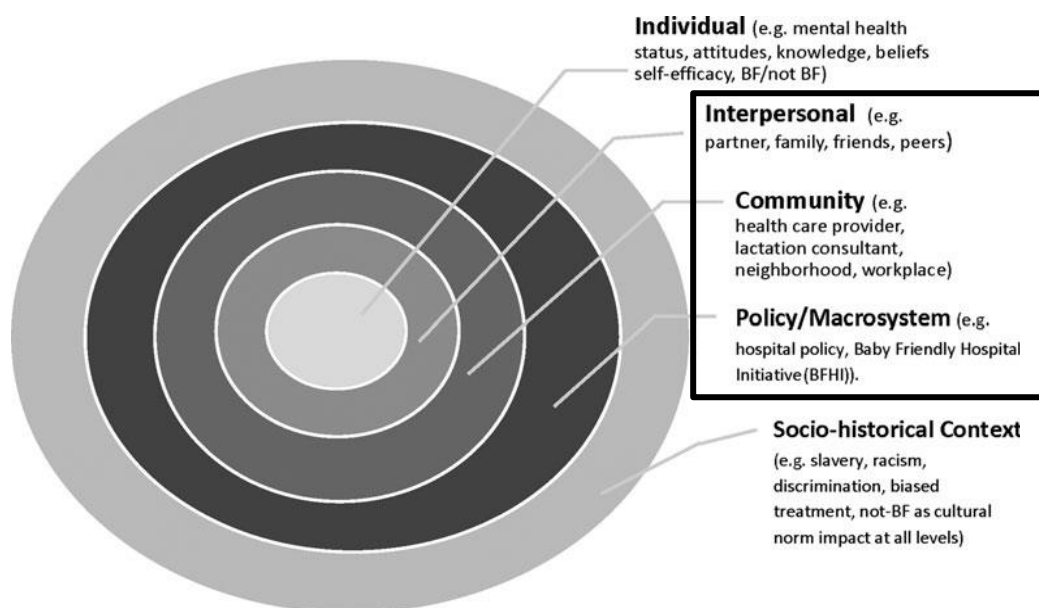 Individual (e.g. mental health
status, attitudes, knowledge, beliefs
self-efficacy, BF/not BF)
Interpersonal (e.g.
partner, family, friends, peers)
Community (e.g.
health care provider,
lactation consultant,
neighborhood, workplace)
Policy/Macrosystem (e.g.
hospital policy, Baby Friendly Hospital
Initiative(BFHI)).
Socio-historical Context
(e.g. slavery, racism,
discrimination, biased
treatment, not-BF as cultural
norm impact at all levels)